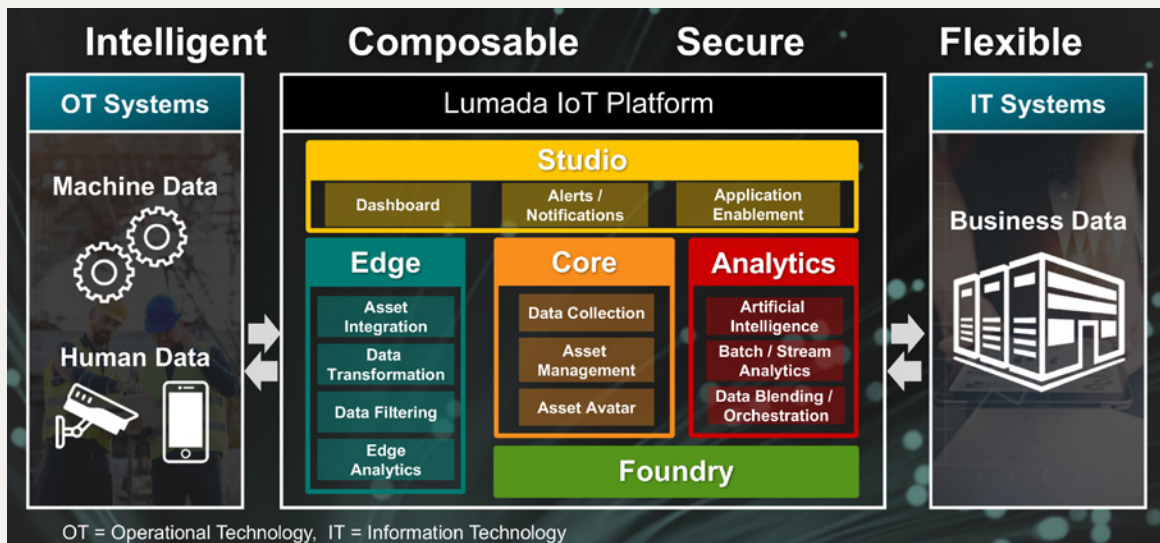 Intelligent Composable Secure Flexible
OT Systems
Machine Data
Human Data
Lumada IoT Platform
Studio
Dashboard
Alerts /
Notifications
Application
Enablement
Edge
Asset
Integration
Data
Transformation
Data Filtering
Edge
Analytics
Core
Data Collection
Asset
Management
Asset Avatar
Analytics
Artificial
Intelligence
Batch / Stream
Analytics
Data Blending /
Orchestration
Foundry
IT Systems
Business Data
OT = Operational Technology, IT = Information Technology